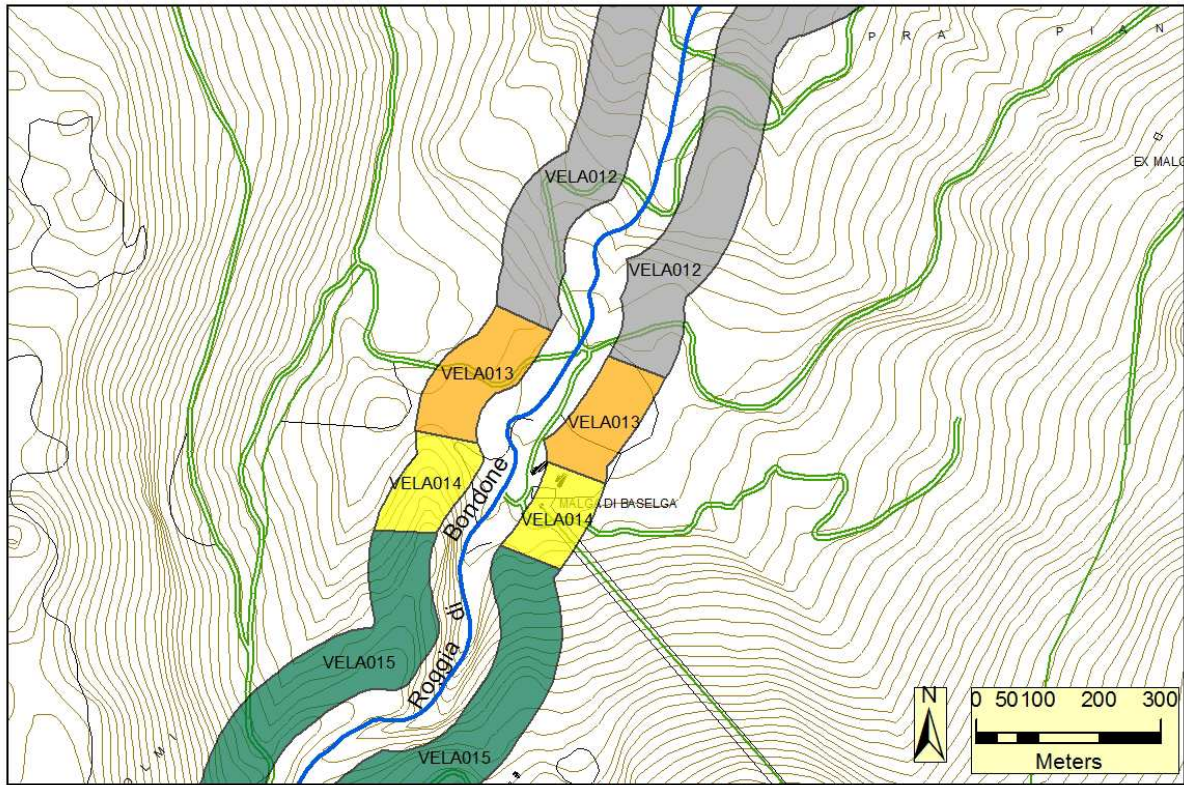 P R A P I A N
EX MALG
VELA012
VELA012
VELA013
VELA013
VELA014
MALGA DI BASELGA
VELA014
Roggia di Bondone
VELA015
VELA015
OLMI
N
0 50 100 200 300
Meters